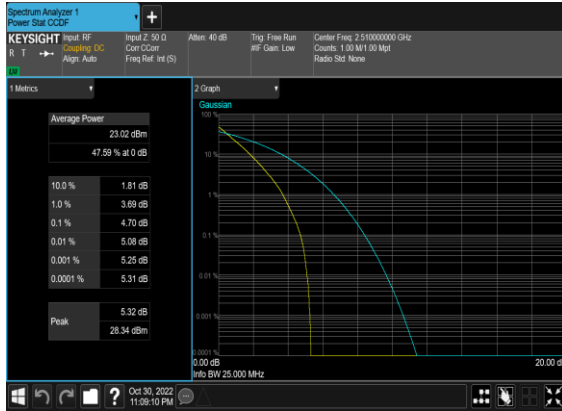 Spectrum Analyzer 1
Power Stat CCDF
+
KEYSIGHT
R T
LU
Input: RF
Coupling: DC
Align: Auto
Input Z: 50 Ω
Corr CCorr
Freq Ref: Int (S)
Atten: 40 dB
Trig: Free Run
#IF Gain: Low
Center Freq: 2.510000000 GHz
Counts: 1.00 M/1.00 Mpt
Radio Std: None
1 Metrics
Average Power
23.02 dBm
47.59 % at 0 dB
10.0 % 1.81 dB
1.0 % 3.69 dB
0.1 % 4.70 dB
0.01 % 5.08 dB
0.001 % 5.25 dB
0.0001 % 5.31 dB
Peak
5.32 dB
28.34 dBm
2 Graph
Gaussian
100 %
10 %
1 %
0.1 %
0.01 %
0.001 %
0.0001 %
0.00 dB
20.00 d
Info BW 25.000 MHz
?
Oct 30, 2022
11:09:10 PM